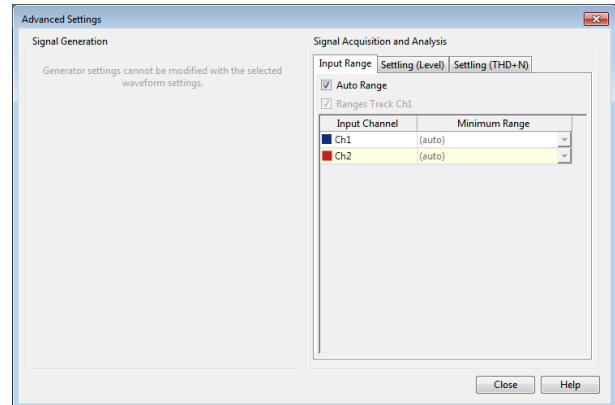 Advanced Settings
Signal Generation
Generator settings cannot be modified with the selected
waveform settings.
Signal Acquisition and Analysis
Input Range Settling (Level) Settling (THD+N)
Auto Range
Ranges Track Ch1
Input Channel Minimum Range
Ch1 (auto)
Ch2 (auto)
Close Help